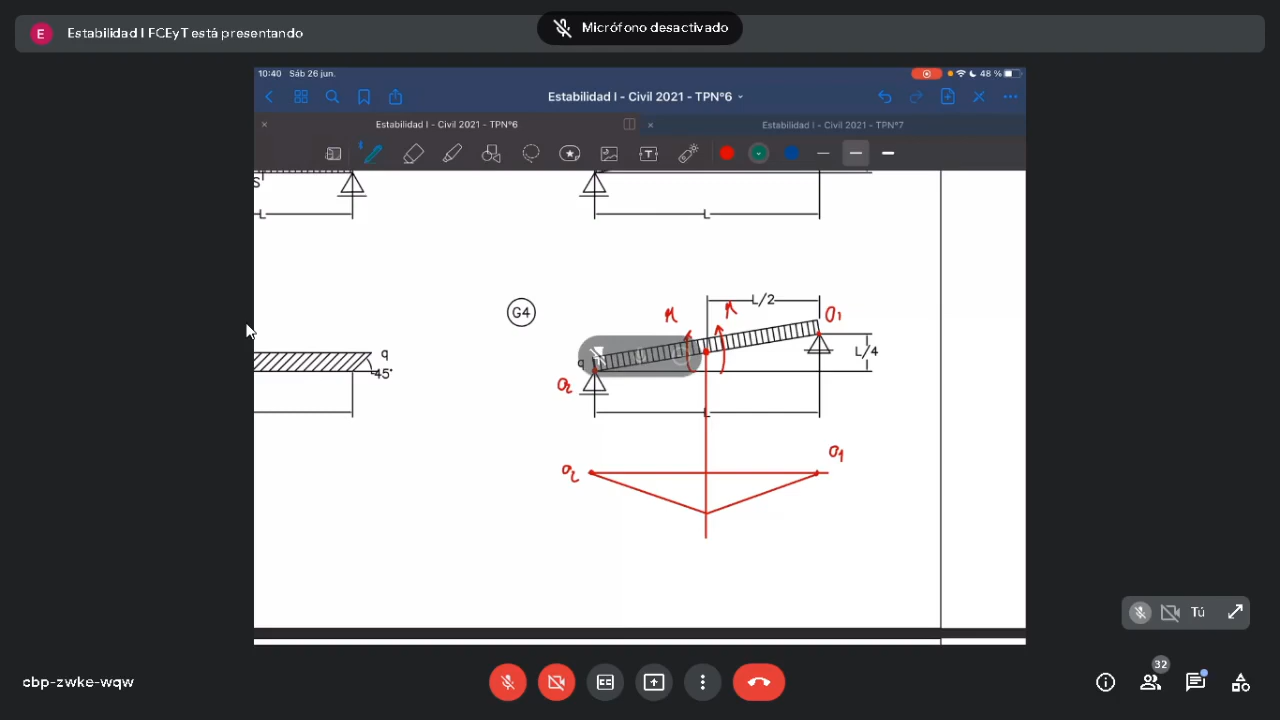 E Estabilidad I FCEyT está presentando
Micrófono desactivado
10:40 Sáb 26 jun.
48 %
Estabilidad I - Civil 2021 - TPN°6
Estabilidad I - Civil 2021 - TPN°6
Estabilidad I - Civil 2021 - TPN°7
S
L
L
G4
L/2
O1
q
L/4
O2
q
45°
L
O2
O1
Tú
cbp-zwke-wqw
32